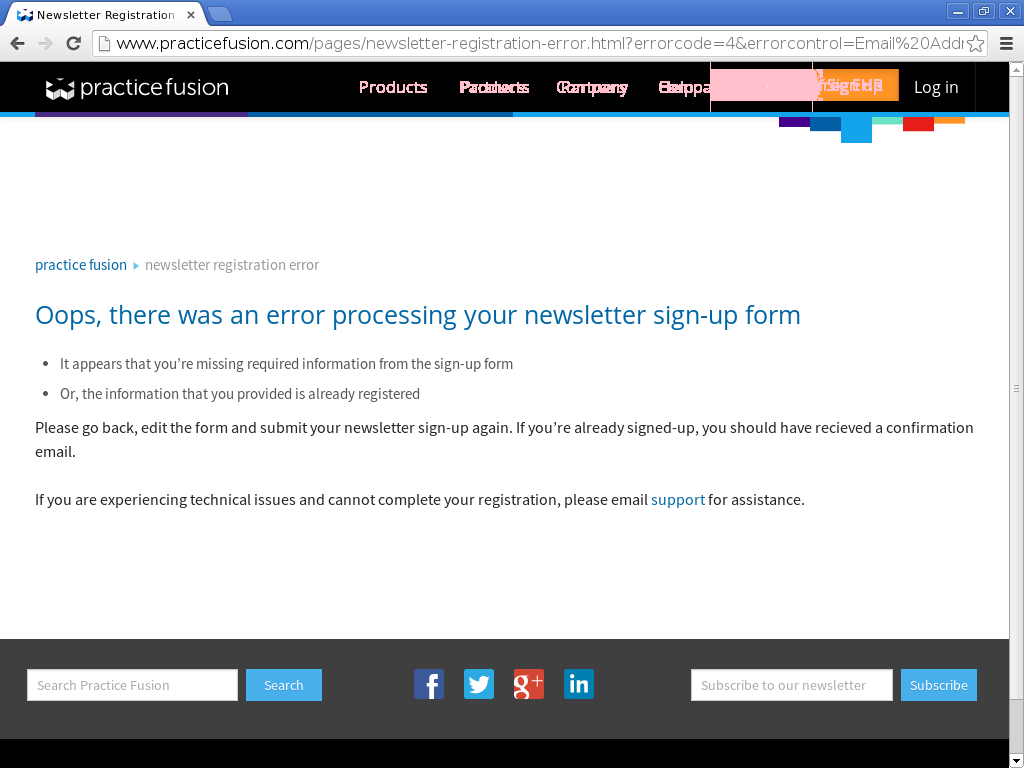 Newsletter Registration
www.practicefusion.com/pages/newsletter-registration-error.html?errorcode=4&errorcontrol=Email%20Addr
practice fusion
Products
Log in
practice fusion newsletter registration error
Oops, there was an error processing your newsletter sign-up form
It appears that you’re missing required information from the sign-up form
Or, the information that you provided is already registered
Please go back, edit the form and submit your newsletter sign-up again. If you’re already signed-up, you should have recieved a confirmation
email.
If you are experiencing technical issues and cannot complete your registration, please email support for assistance.
Search Practice Fusion Search f g+ in Subscribe to our newsletter Subscribe